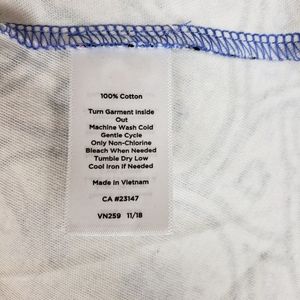 100% Cotton
Turn Garment Inside
Out
Machine Wash Cold
Gentle Cycle
Only Non-Chlorine
Bleach When Needed
Tumble Dry Low
Cool Iron If Needed
Made in Vietnam
CA #23147
VN259 11/18